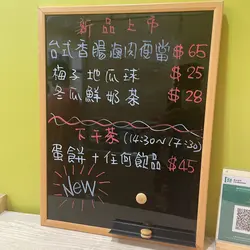 新品上市
台式香腸滷肉便當 $65
梅子地瓜球 $25
冬瓜鮮奶茶 $28
下午茶 (14:30~17:30)
蛋餅+任何飲品 $45
NEW